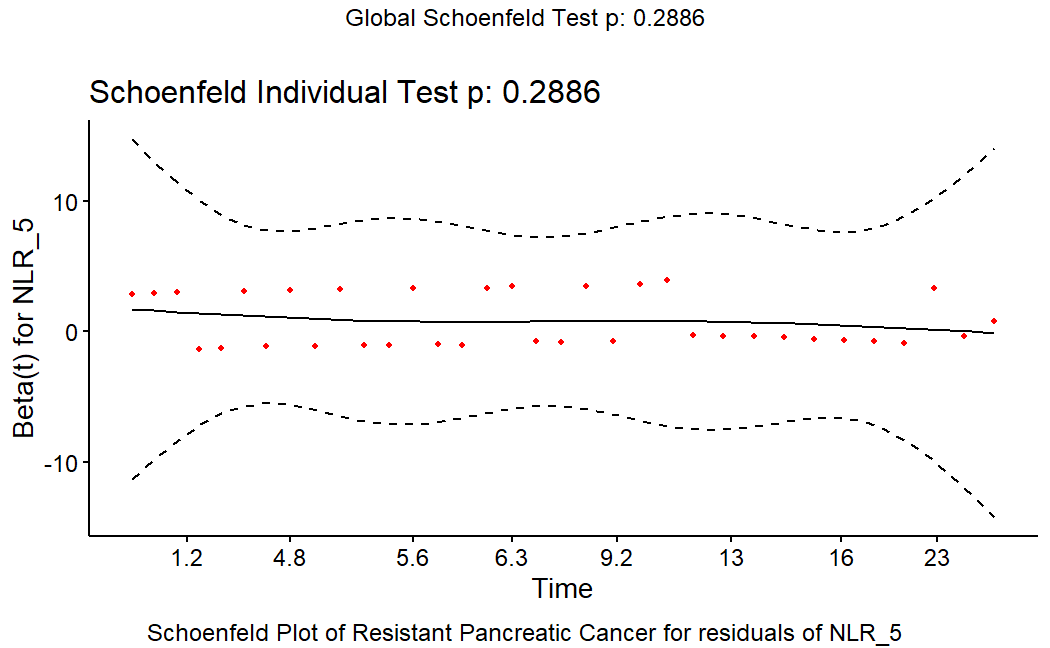 Global Schoenfeld Test p: 0.2886
Schoenfeld Individual Test p: 0.2886
Beta(t) for NLR_5
10
0
-10
1.2 4.8 5.6 6.3 9.2 13 16 23
Time
Schoenfeld Plot of Resistant Pancreatic Cancer for residuals of NLR_5